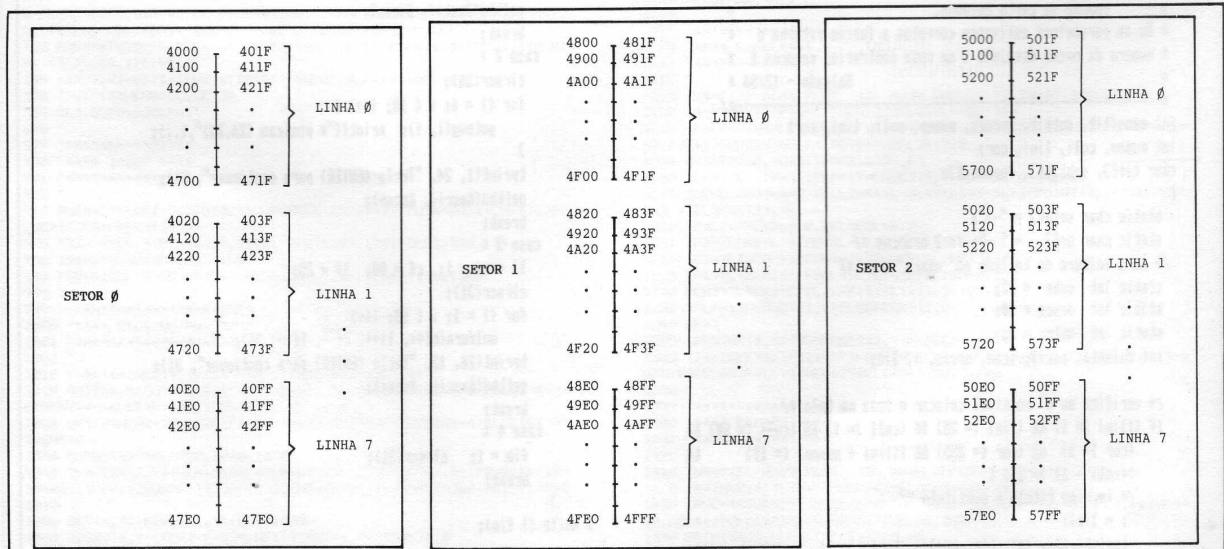 4000 401F
4100 411F
4200 421F
. .
. .
. .
4700 471F
LINHA Ø
4020 403F
4120 413F
4220 423F
. .
. .
. .
4720 473F
LINHA 1
SETOR Ø
.
.
.
40E0 40FF
41E0 41FF
42E0 42FF
. .
. .
. .
47E0 47E0
LINHA 7
4800 481F
4900 491F
4A00 4A1F
. .
. .
. .
4F00 4F1F
LINHA Ø
4820 483F
4920 493F
4A20 4A3F
. .
. .
. .
4F20 4F3F
LINHA 1
SETOR 1
.
.
.
48E0 48FF
49E0 49FF
4AE0 4AFF
. .
. .
. .
4FE0 4FFF
LINHA 7
5000 501F
5100 511F
5200 521F
. .
. .
. .
5700 571F
LINHA Ø
5020 503F
5120 513F
5220 523F
. .
. .
. .
5720 573F
LINHA 1
SETOR 2
.
.
.
50E0 50FF
51E0 51FF
52E0 52FF
. .
. .
. .
57E0 57FF
LINHA 7